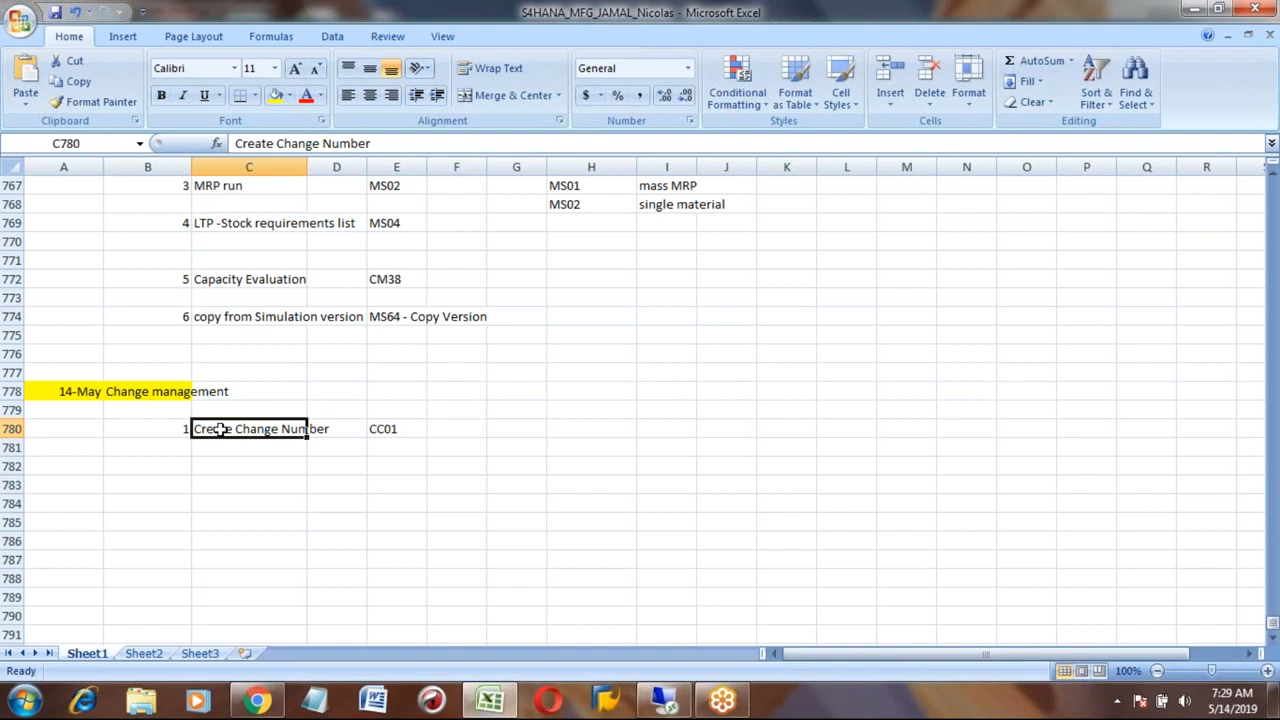 S4HANA_MFG_JAMAL_Nicolas - Microsoft Excel
Home Insert Page Layout Formulas Data Review View
Paste
Cut
Copy
Format Painter
Clipboard
Calibri 11
B I U
Font
Wrap Text
Merge & Center
Alignment
General
$ % ,
Number
Conditional Formatting
Format as Table
Cell Styles
Styles
Insert
Delete
Format
Cells
AutoSum
Fill
Clear
Sort & Filter
Find & Select
Editing
C780 fx Create Change Number
A B C D E F G H I J K L M N O P Q R
767 3 MRP run MS02 MS01 mass MRP
768 MS02 single material
769 4 LTP -Stock requirements list MS04
770
771
772 5 Capacity Evaluation CM38
773
774 6 copy from Simulation version MS64 - Copy Version
775
776
777
778 14-May Change management
779
780 1 Create Change Number CC01
781
782
783
784
785
786
787
788
789
790
791
Sheet1 Sheet2 Sheet3
Ready 100%
7:29 AM
5/14/2019